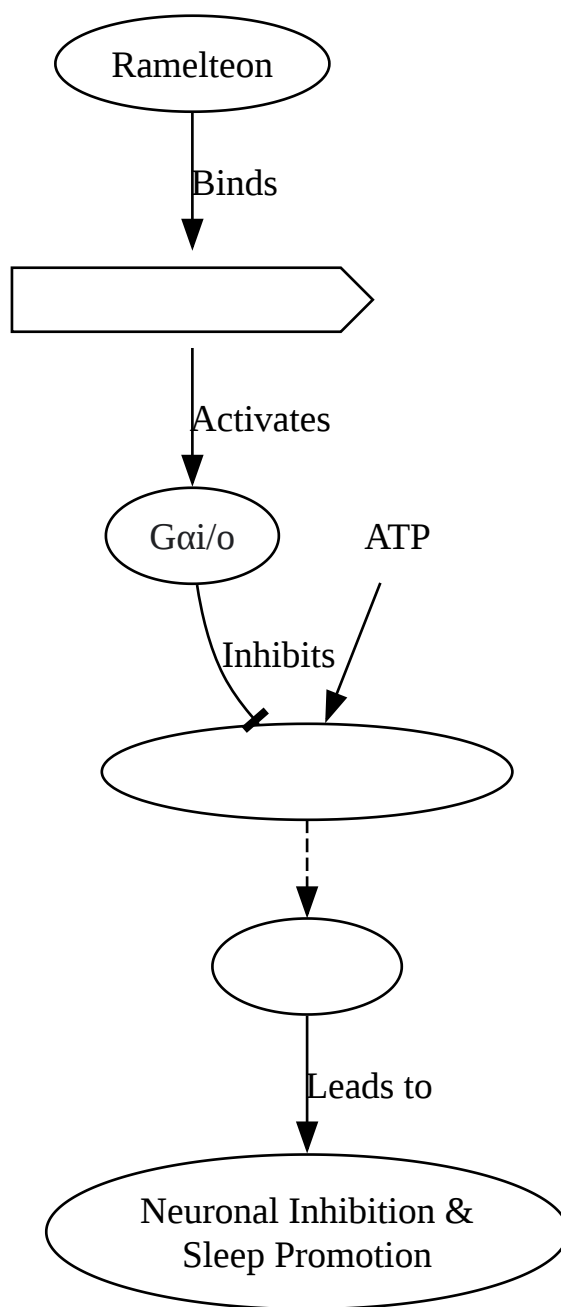 Ramelteon
Binds
Activates
Gαi/o
ATP
Inhibits
Leads to
Neuronal Inhibition &
Sleep Promotion